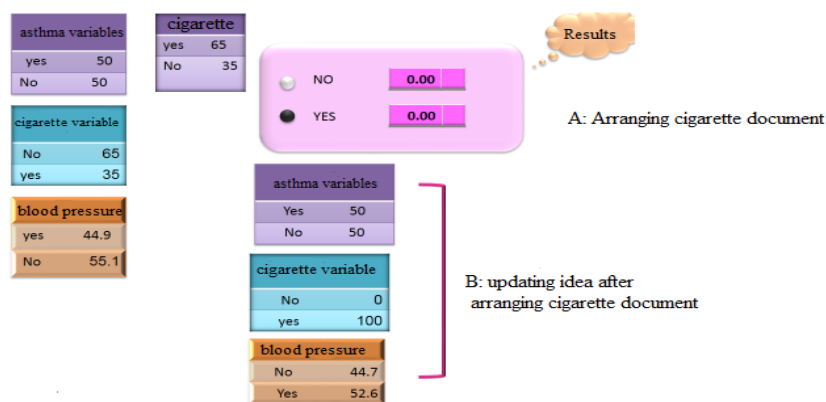 asthma variables
yes 50
No 50
cigarette
yes 65
No 35
Results
NO 0.00
YES 0.00
A: Arranging cigarette document
cigarette variable
No 65
yes 35
blood pressure
yes 44.9
No 55.1
asthma variables
Yes 50
No 50
cigarette variable
No 0
yes 100
blood pressure
No 44.7
Yes 52.6
B: updating idea after
arranging cigarette document